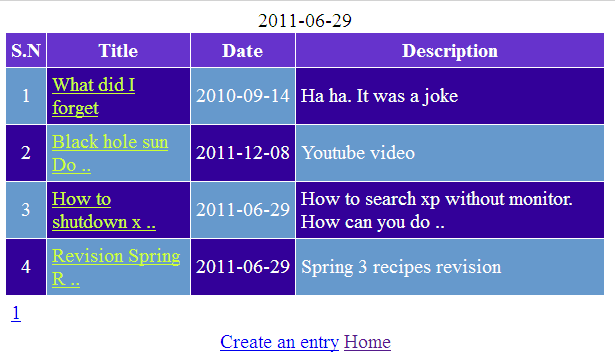 2011-06-29
S.N Title Date Description
1 What did I forget 2010-09-14 Ha ha. It was a joke
2 Black hole sun Do .. 2011-12-08 Youtube video
3 How to shutdown x .. 2011-06-29 How to search xp without monitor. How can you do ..
4 Revision Spring R .. 2011-06-29 Spring 3 recipes revision
1
Create an entry Home